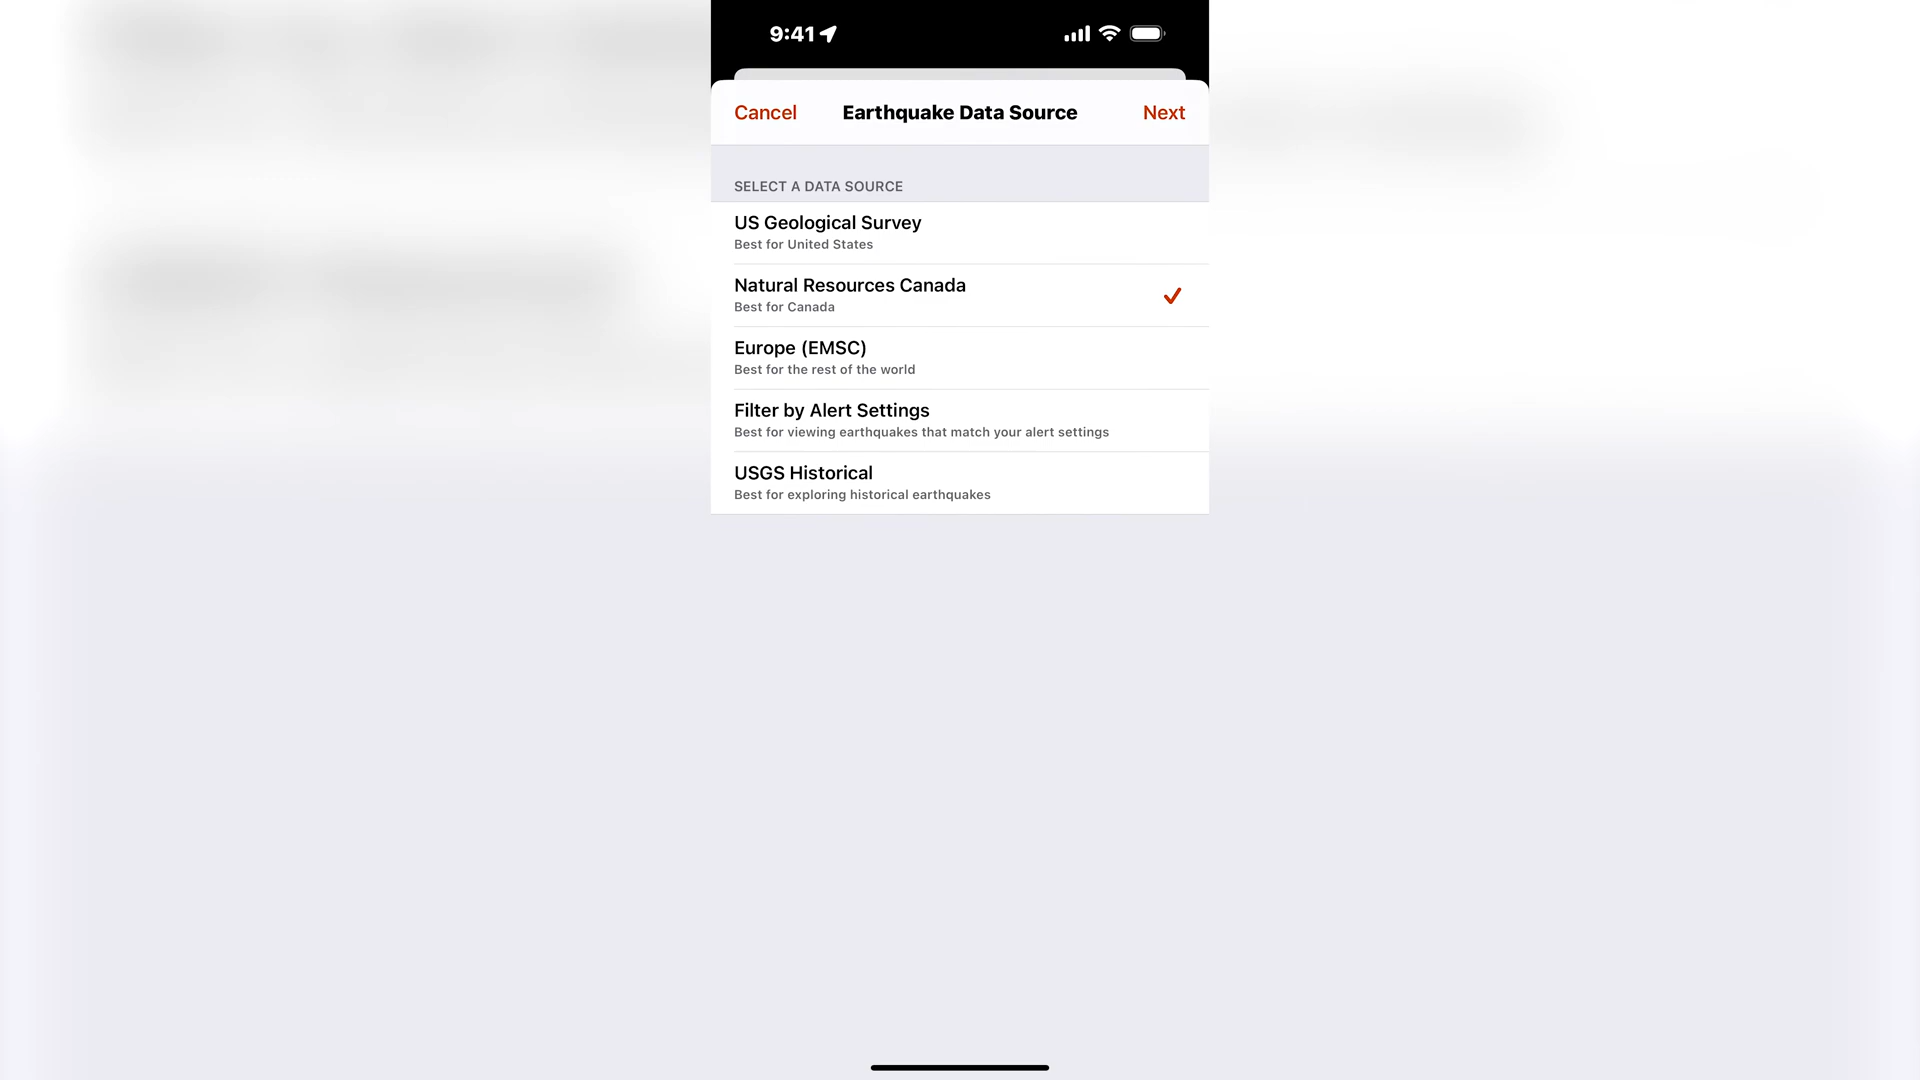 9:41
Cancel Earthquake Data Source Next
SELECT A DATA SOURCE
US Geological Survey
Best for United States
Natural Resources Canada
Best for Canada
Europe (EMSC)
Best for the rest of the world
Filter by Alert Settings
Best for viewing earthquakes that match your alert settings
USGS Historical
Best for exploring historical earthquakes